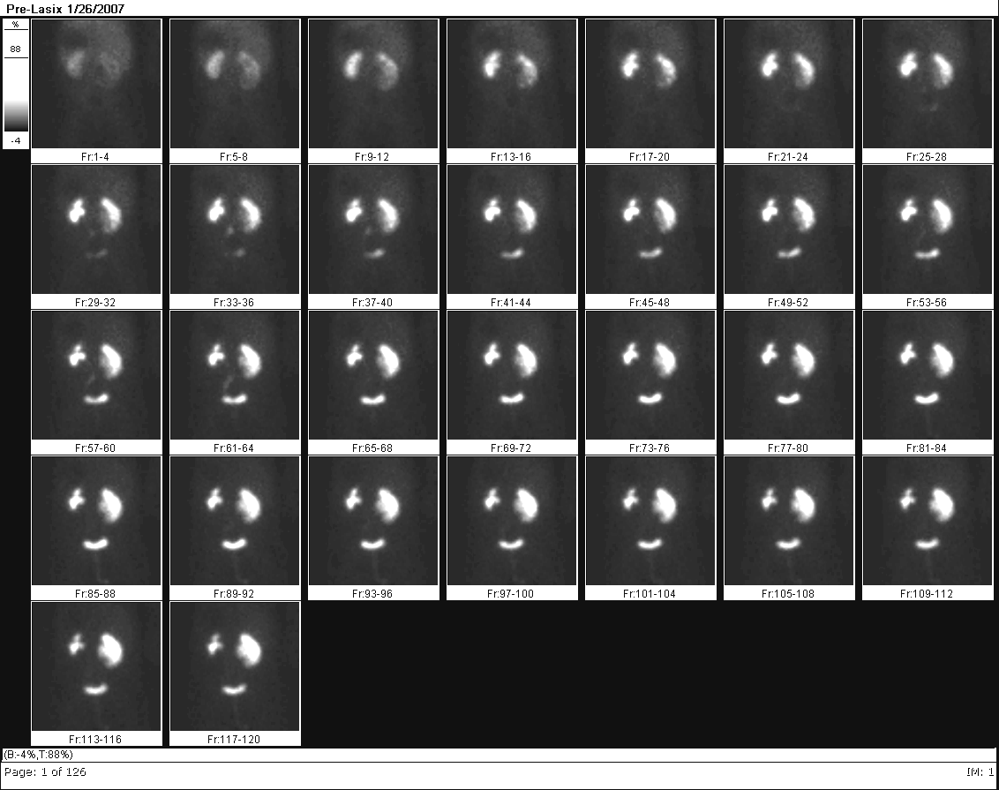 Pre-Lasix 1/26/2007
%
88
-4
Fr:1-4 Fr:5-8 Fr:9-12 Fr:13-16 Fr:17-20 Fr:21-24 Fr:25-28
Fr:29-32 Fr:33-36 Fr:37-40 Fr:41-44 Fr:45-48 Fr:49-52 Fr:53-56
Fr:57-60 Fr:61-64 Fr:65-68 Fr:69-72 Fr:73-76 Fr:77-80 Fr:81-84
Fr:85-88 Fr:89-92 Fr:93-96 Fr:97-100 Fr:101-104 Fr:105-108 Fr:109-112
Fr:113-116 Fr:117-120
(B:-4%,T:88%)
Page: 1 of 126 IM: 1